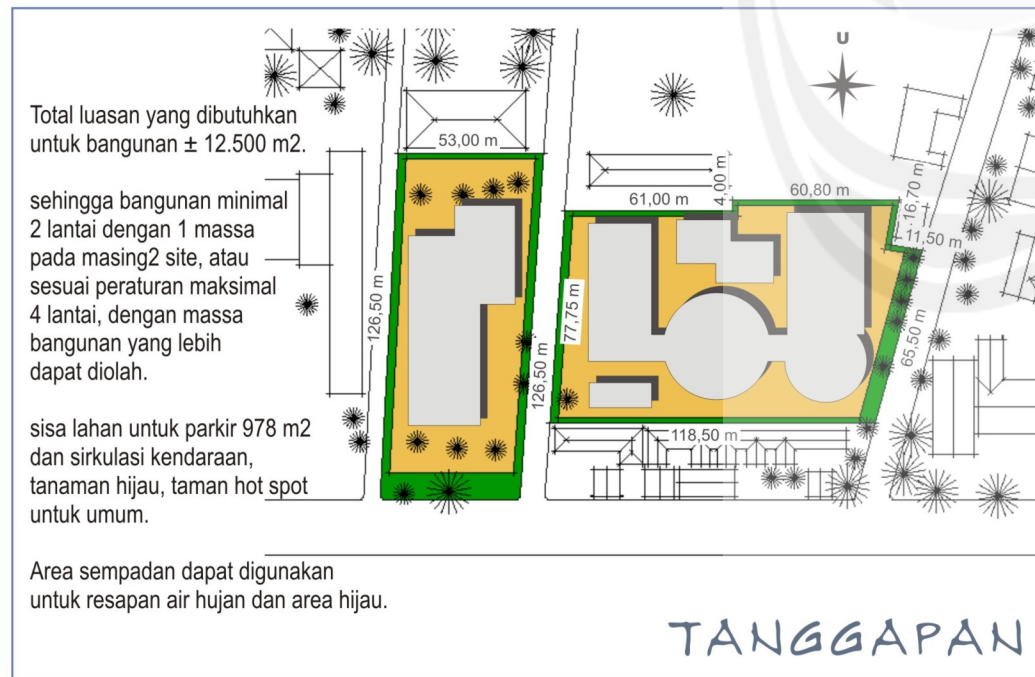 Total luasan yang dibutuhkan
untuk bangunan ± 12.500 m2.
sehingga bangunan minimal
2 lantai dengan 1 massa
pada masing2 site, atau
sesuai peraturan maksimal
4 lantai, dengan massa
bangunan yang lebih
dapat diolah.
sisa lahan untuk parkir 978 m2
dan sirkulasi kendaraan,
tanaman hijau, taman hot spot
untuk umum.
Area sempadan dapat digunakan
untuk resapan air hujan dan area hijau.
U
53,00 m
126,50 m
126,50 m
61,00 m
4,00 m
60,80 m
16,70 m
11,50 m
77,75 m
65,50 m
118,50 m
TANGGAPAN